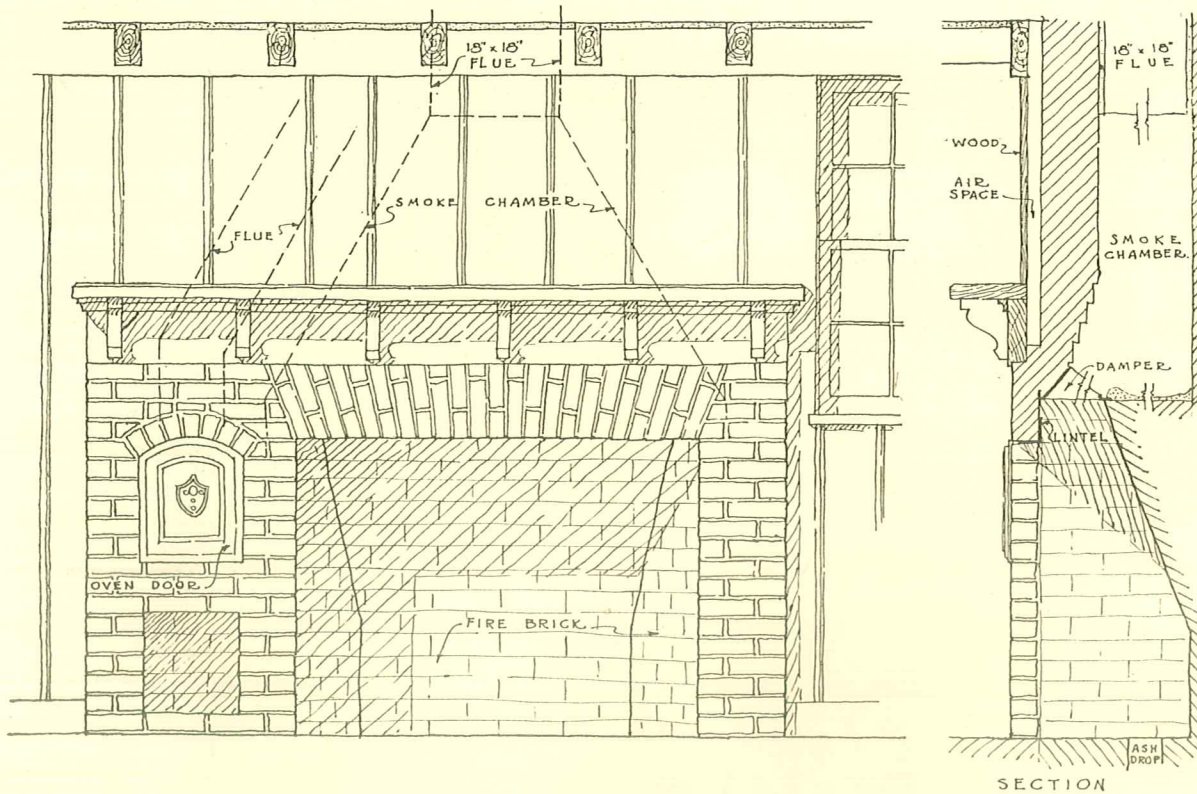 18" x 18"
FLUE
FLUE
SMOKE CHAMBER
OVEN DOOR
FIRE BRICK
18" x 18"
FLUE
WOOD
AIR
SPACE
SMOKE
CHAMBER
DAMPER
LINTEL
ASH
DROP
SECTION